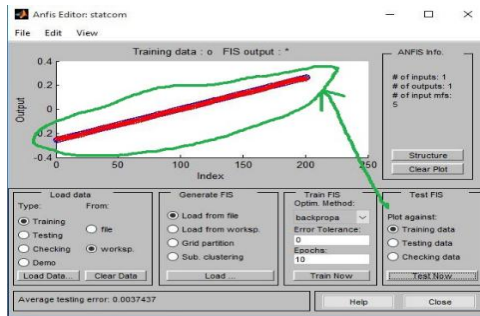 Anfis Editor: statcom
File Edit View
Training data : o FIS output : *
0.4
0.2
0
-0.2
-0.4
Output
0 50 100 150 200 250
Index
ANFIS Info.
# of inputs: 1
# of outputs: 1
# of input mfs:
5
Structure
Clear Plot
Load data
Type: From:
Training
Testing
Checking
Demo
file
worksp.
Load Data... Clear Data
Generate FIS
Load from file
Load from worksp.
Grid partition
Sub. clustering
Load ...
Train FIS
Optim. Method:
backpropa
Error Tolerance:
0
Epochs:
10
Train Now
Test FIS
Plot against:
Training data
Testing data
Checking data
Test Now
Average testing error: 0.0037437
Help Close